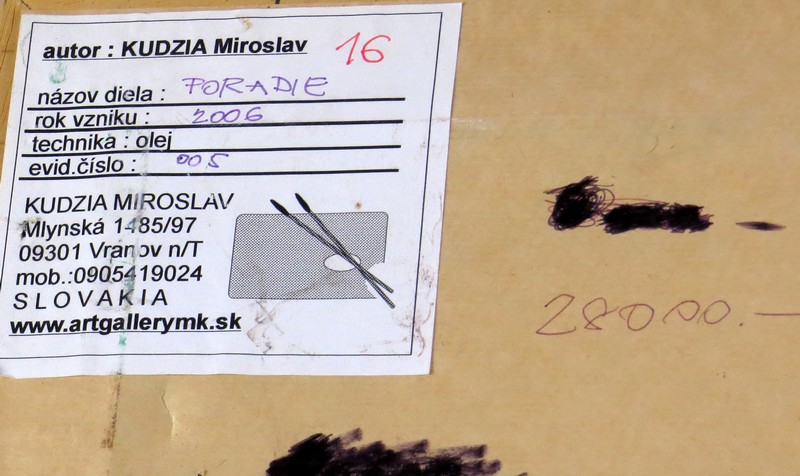 autor : KUDZIA Miroslav 16
názov diela : PORADIE
rok vzniku : 2006
technika : olej
evid.číslo : 005
KUDZIA MIROSLAV
Mlynská 1485/97
09301 Vranov n/T
mob.:0905419024
SLOVAKIA
www.artgallerymk.sk
28000.-